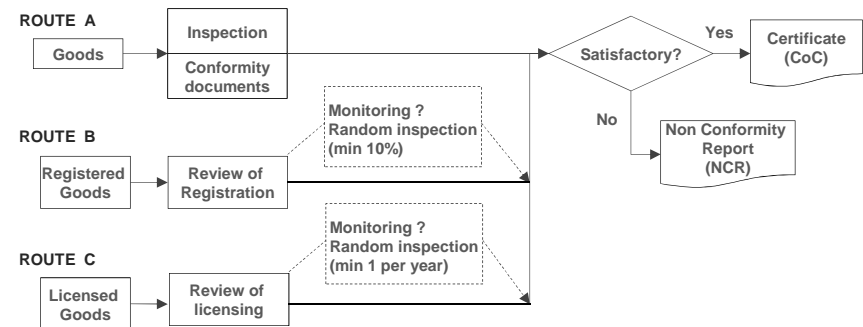 ROUTE A
Goods
Inspection
Conformity
documents
Satisfactory?
Yes
Certificate
(CoC)
No
Non Conformity
Report
(NCR)
ROUTE B
Registered
Goods
Review of
Registration
Monitoring ?
Random inspection
(min 10%)
ROUTE C
Licensed
Goods
Review of
licensing
Monitoring ?
Random inspection
(min 1 per year)